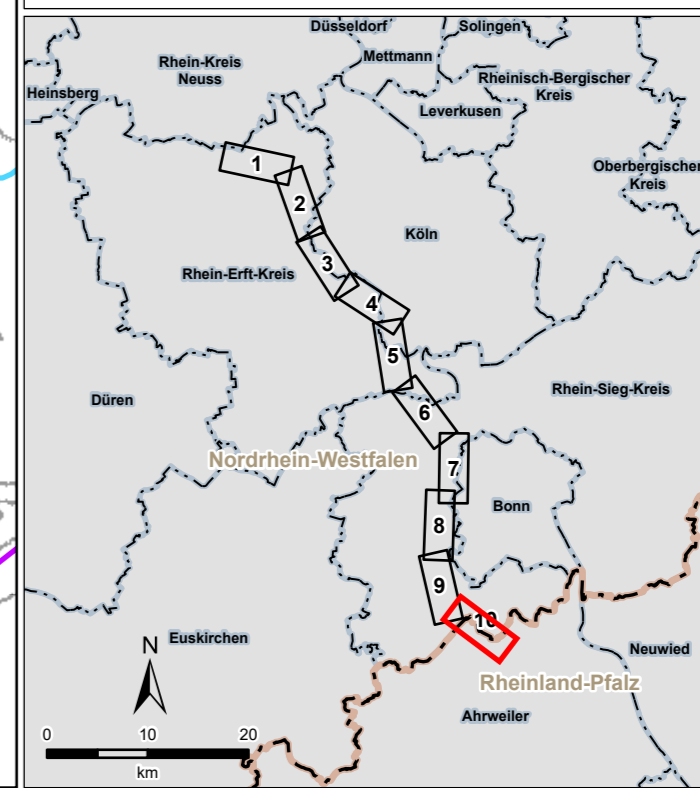 Düsseldorf
Solingen
Mettmann
Rhein-Kreis
Neuss
Heinsberg
Rheinisch-Bergischer
Kreis
Leverkusen
Oberbergischer
Kreis
1
2
Köln
3
Rhein-Erft-Kreis
4
5
Rhein-Sieg-Kreis
Düren
6
Nordrhein-Westfalen
7
Bonn
8
9
10
Euskirchen
N
Neuwied
Rheinland-Pfalz
Ahrweiler
0 10 20
km